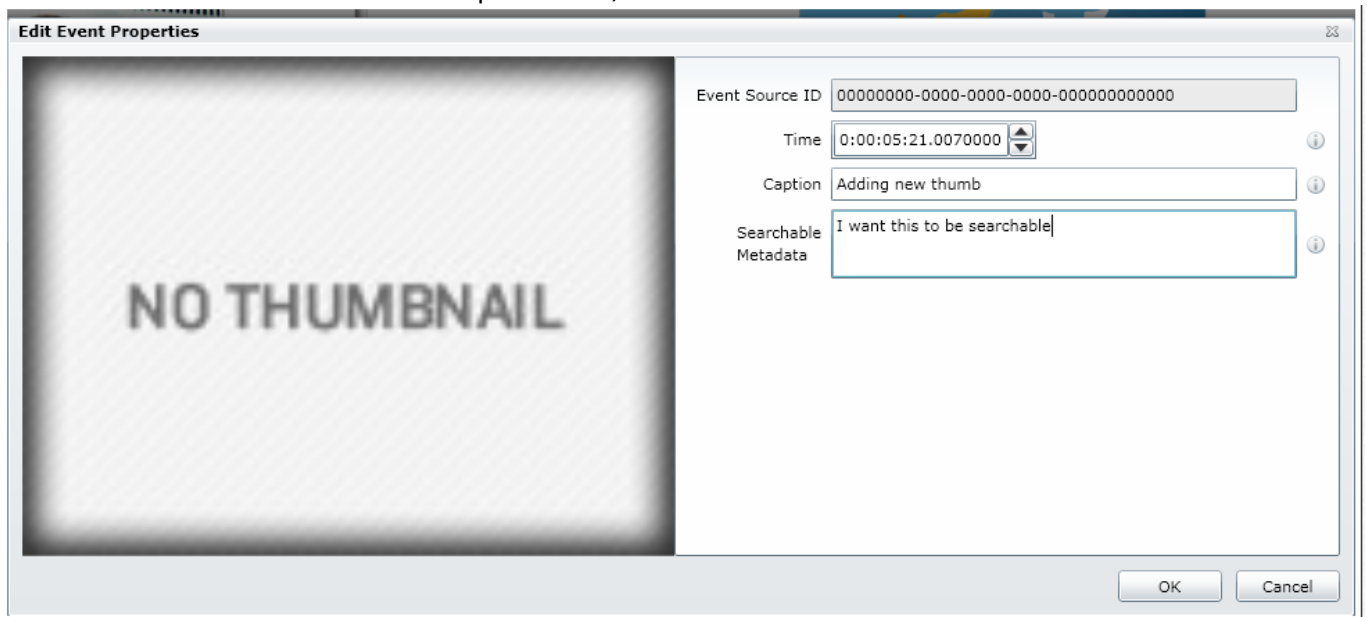 Edit Event Properties
NO THUMBNAIL
Event Source ID 00000000-0000-0000-0000-000000000000
Time 0:00:05:21.0070000
Caption Adding new thumb
Searchable Metadata I want this to be searchable
OK Cancel